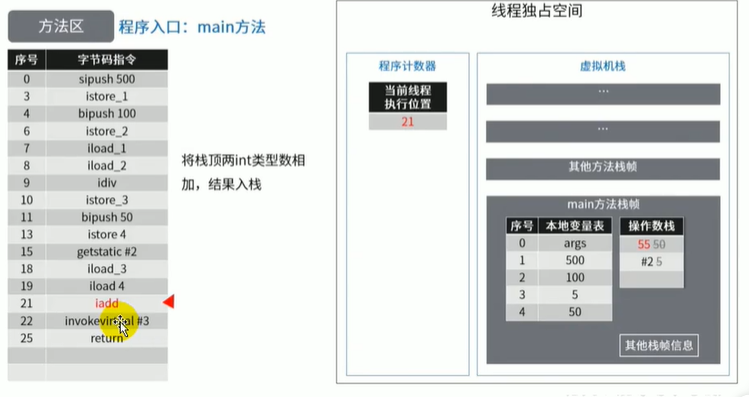 方法区
程序入口：main方法
序号 字节码指令
0 sipush 500
3 istore_1
4 bipush 100
6 istore_2
7 iload_1
8 iload_2
9 idiv
10 istore_3
11 bipush 50
13 istore 4
15 getstatic #2
18 iload_3
19 iload 4
21 iadd
22 invokevirtual #3
25 return
将栈顶两int类型数相
加，结果入栈
线程独占空间
程序计数器
当前线程
执行位置
21
虚拟机栈
...
...
其他方法栈帧
main方法栈帧
序号 本地变量表
0 args
1 500
2 100
3 5
4 50
操作数栈
55 50
#2 5
其他栈帧信息